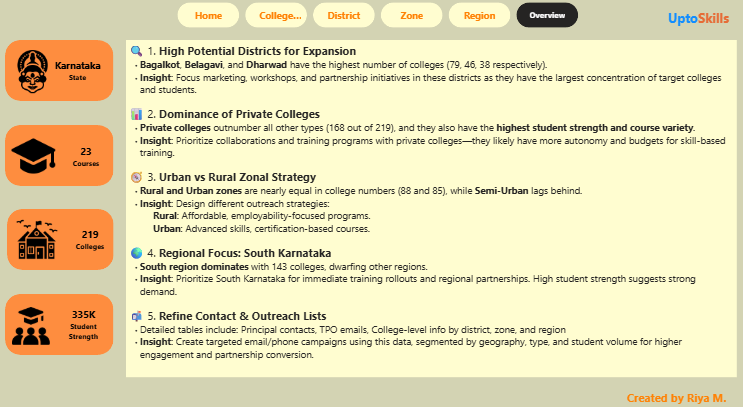 Home
College...
District
Zone
Region
Overview
UptoSkills
Karnataka
State
23
Courses
219
Colleges
335K
Student
Strength
1. High Potential Districts for Expansion
• Bagalkot, Belagavi, and Dharwad have the highest number of colleges (79, 46, 38 respectively).
• Insight: Focus marketing, workshops, and partnership initiatives in these districts as they have the largest concentration of target colleges
and students.
2. Dominance of Private Colleges
• Private colleges outnumber all other types (168 out of 219), and they also have the highest student strength and course variety.
• Insight: Prioritize collaborations and training programs with private colleges—they likely have more autonomy and budgets for skill-based
training.
3. Urban vs Rural Zonal Strategy
• Rural and Urban zones are nearly equal in college numbers (88 and 85), while Semi-Urban lags behind.
• Insight: Design different outreach strategies:
Rural: Affordable, employability-focused programs.
Urban: Advanced skills, certification-based courses.
4. Regional Focus: South Karnataka
• South region dominates with 143 colleges, dwarfing other regions.
• Insight: Prioritize South Karnataka for immediate training rollouts and regional partnerships. High student strength suggests strong
demand.
5. Refine Contact & Outreach Lists
• Detailed tables include: Principal contacts, TPO emails, College-level info by district, zone, and region
• Insight: Create targeted email/phone campaigns using this data, segmented by geography, type, and student volume for higher
engagement and partnership conversion.
Created by Riya M.